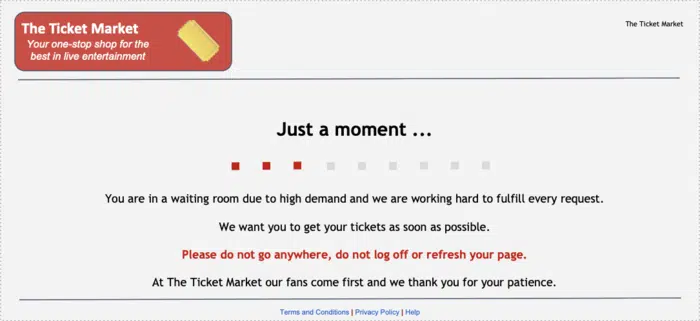 The Ticket Market
Your one-stop shop for the
best in live entertainment
The Ticket Market
Just a moment ...
You are in a waiting room due to high demand and we are working hard to fulfill every request.
We want you to get your tickets as soon as possible.
Please do not go anywhere, do not log off or refresh your page.
At The Ticket Market our fans come first and we thank you for your patience.
Terms and Conditions | Privacy Policy | Help